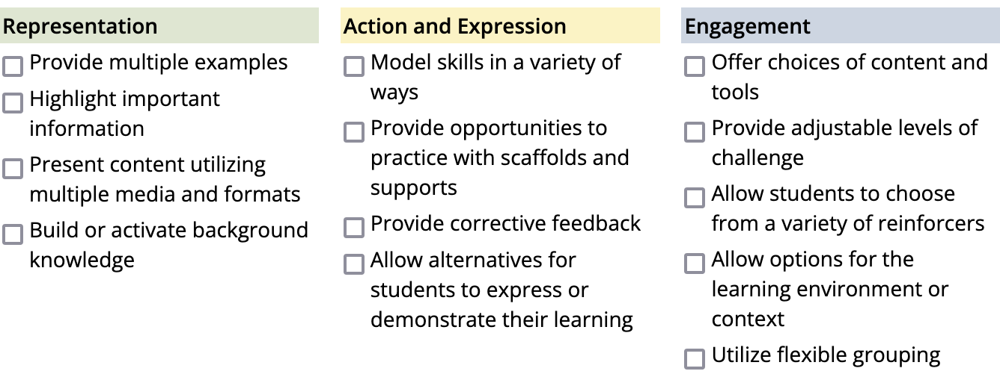 Representation
Provide multiple examples
Highlight important
information
Present content utilizing
multiple media and formats
Build or activate background
knowledge
Action and Expression
Model skills in a variety of
ways
Provide opportunities to
practice with scaffolds and
supports
Provide corrective feedback
Allow alternatives for
students to express or
demonstrate their learning
Engagement
Offer choices of content and
tools
Provide adjustable levels of
challenge
Allow students to choose
from a variety of reinforcers
Allow options for the
learning environment or
context
Utilize flexible grouping